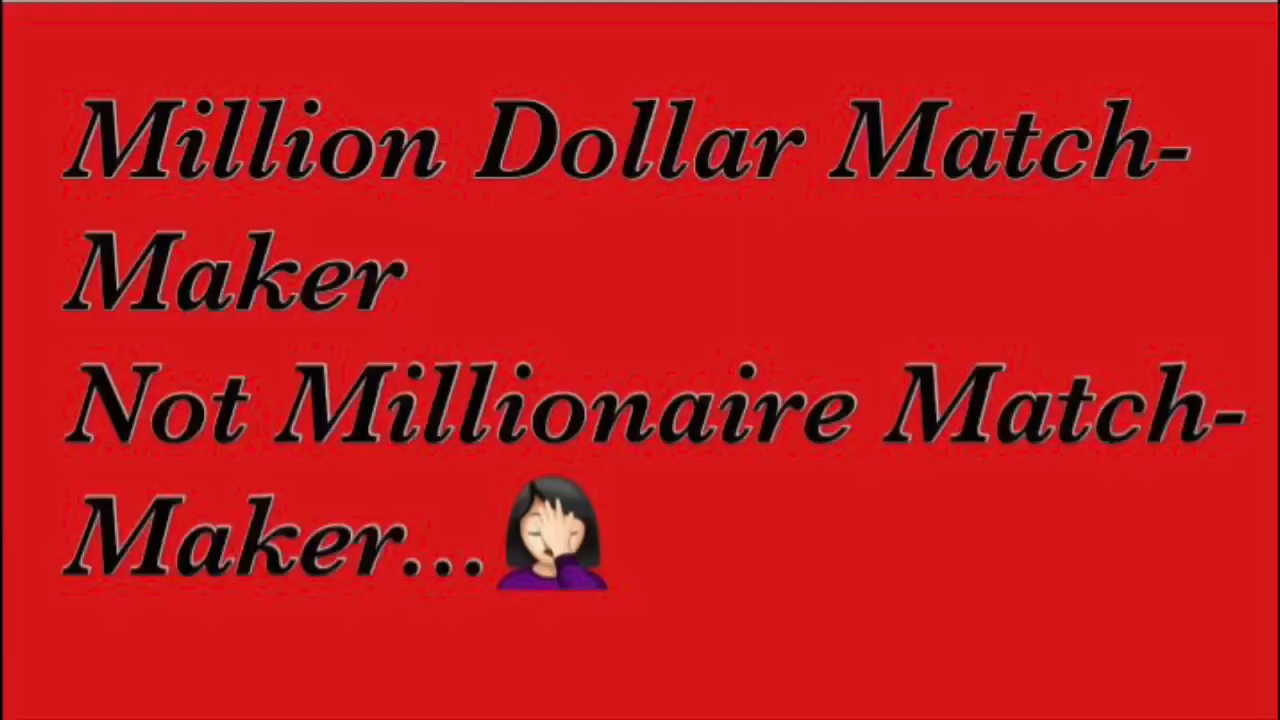 Million Dollar Match-
Maker
Not Millionaire Match-
Maker...🤦🏻‍♀️